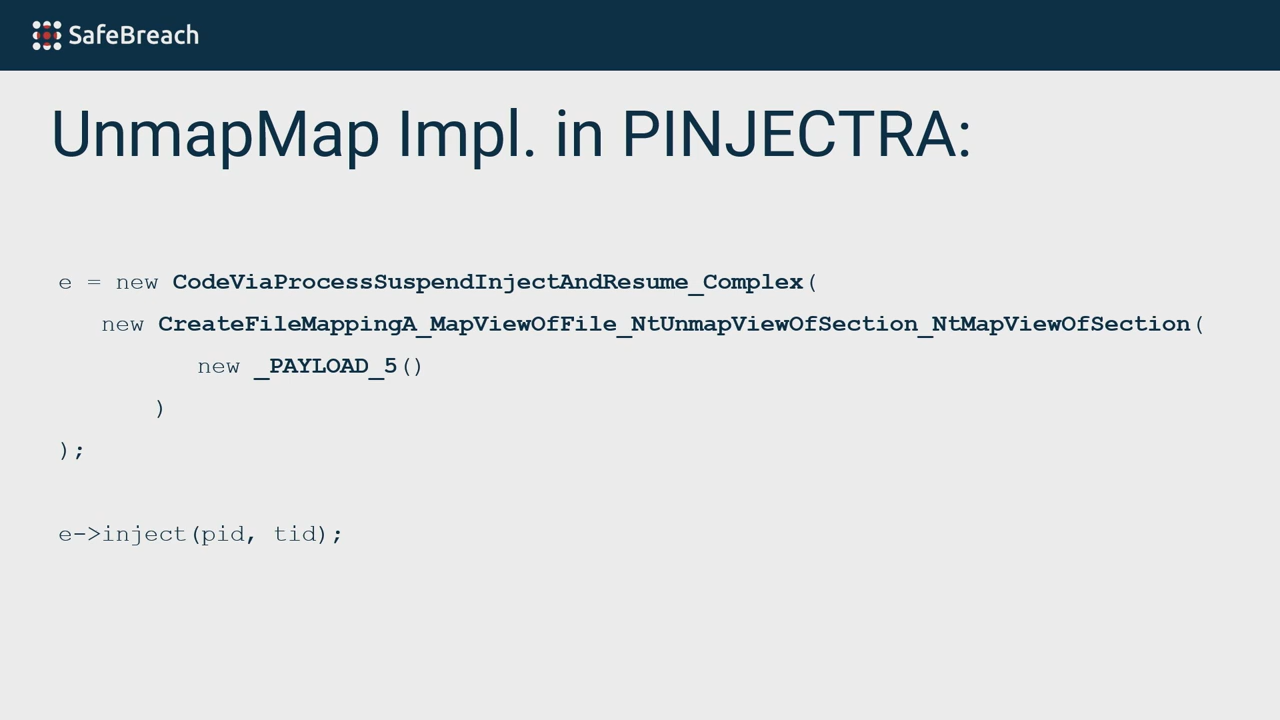 SafeBreach
UnmapMap Impl. in PINJECTRA:
e = new CodeViaProcessSuspendInjectAndResume_Complex(
new CreateFileMappingA_MapViewOfFile_NtUnmapViewOfSection_NtMapViewOfSection(
new _PAYLOAD_5()
)
);
e->inject(pid, tid);